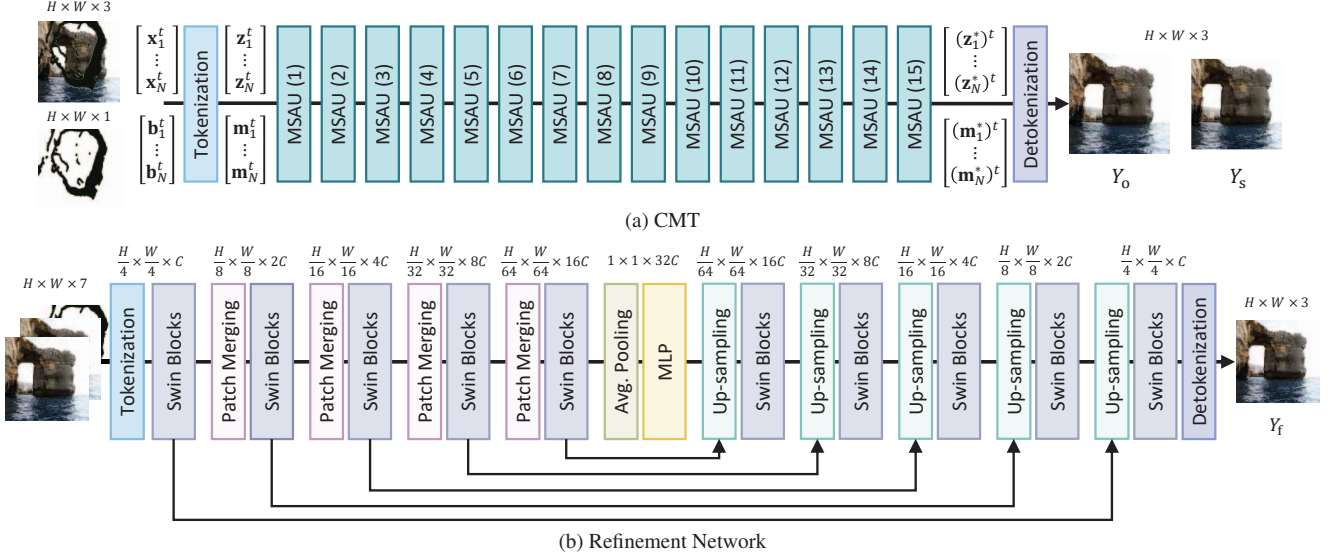 H × W × 3
H × W × 1
x_1^t
⋮
x_N^t
b_1^t
⋮
b_N^t
Tokenization
z_1^t
⋮
z_N^t
m_1^t
⋮
m_N^t
MSAU (1)
MSAU (2)
MSAU (3)
MSAU (4)
MSAU (5)
MSAU (6)
MSAU (7)
MSAU (8)
MSAU (9)
MSAU (10)
MSAU (11)
MSAU (12)
MSAU (13)
MSAU (14)
MSAU (15)
(z_1^*)^t
⋮
(z_N^*)^t
(m_1^*)^t
⋮
(m_N^*)^t
Detokenization
H × W × 3
Y_o
Y_s
(a) CMT
H × W × 7
H/4 × W/4 × C
Tokenization
Swin Blocks
H/8 × W/8 × 2C
Patch Merging
Swin Blocks
H/16 × W/16 × 4C
Patch Merging
Swin Blocks
H/32 × W/32 × 8C
Patch Merging
Swin Blocks
H/64 × W/64 × 16C
Patch Merging
Swin Blocks
1 × 1 × 32C
Avg. Pooling
MLP
H/64 × W/64 × 16C
Up-sampling
Swin Blocks
H/32 × W/32 × 8C
Up-sampling
Swin Blocks
H/16 × W/16 × 4C
Up-sampling
Swin Blocks
H/8 × W/8 × 2C
Up-sampling
Swin Blocks
H/4 × W/4 × C
Up-sampling
Swin Blocks
Detokenization
H × W × 3
Y_f
(b) Refinement Network